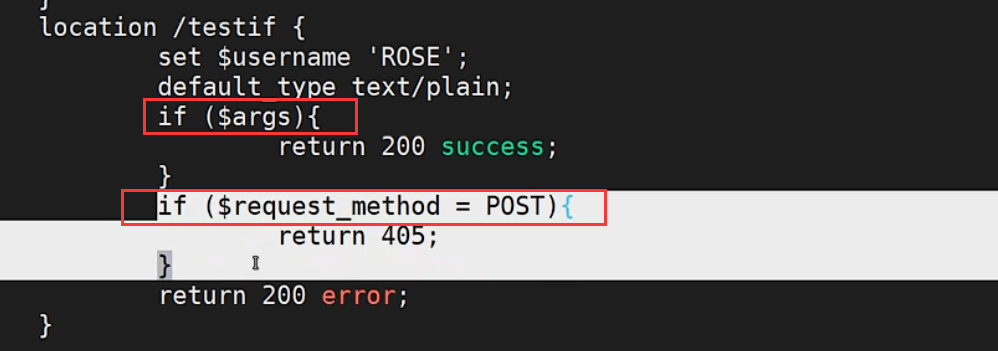 }
location /testif {
set $username 'ROSE';
default_type text/plain;
if ($args){
return 200 success;
}
if ($request_method = POST){
return 405;
}
return 200 error;
}